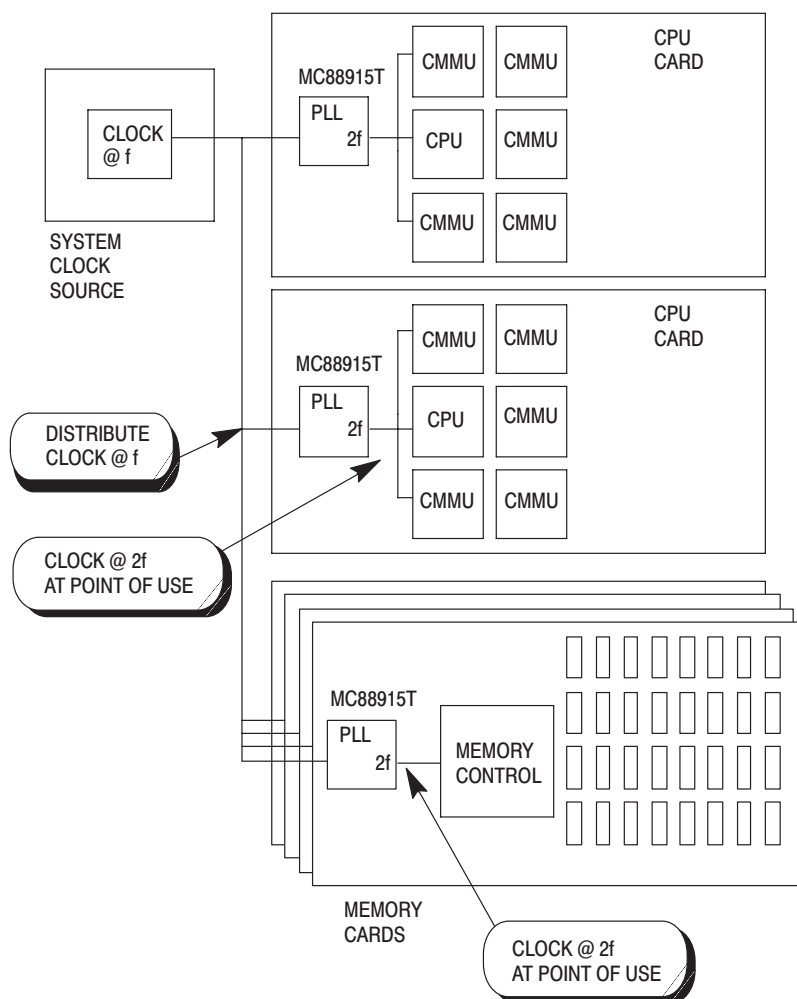 CPU
CARD
CMMU CMMU
MC88915T
PLL
2f
CLOCK
@ f
CPU CMMU
CMMU CMMU
SYSTEM
CLOCK
SOURCE
CPU
CARD
CMMU CMMU
MC88915T
PLL
2f
CPU CMMU
CMMU CMMU
DISTRIBUTE
CLOCK @ f
CLOCK @ 2f
AT POINT OF USE
MC88915T
PLL
2f
MEMORY
CONTROL
MEMORY
CARDS
CLOCK @ 2f
AT POINT OF USE